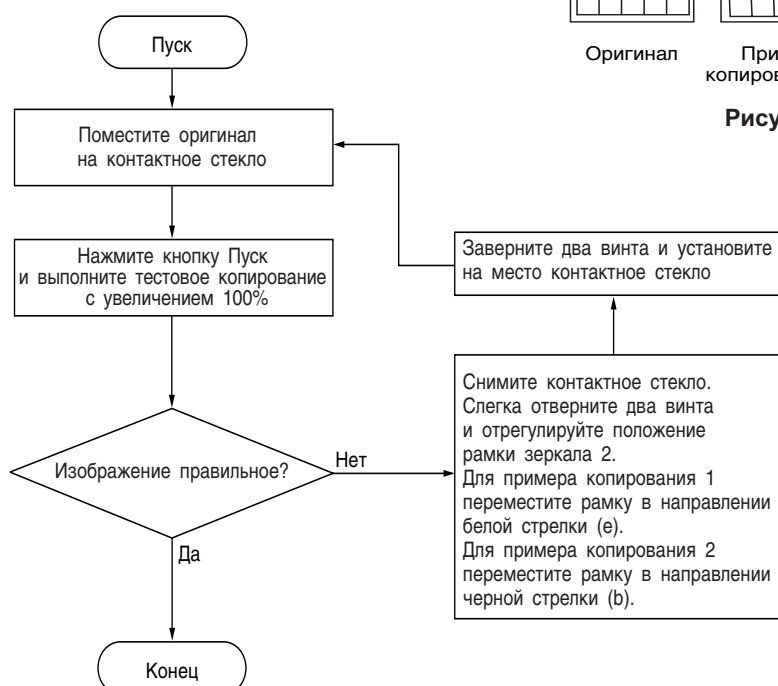 Пуск
Оригинал
Поместите оригинал
на контактное стекло
Нажмите кнопку Пуск
и выполните тестовое копирование
с увеличением 100%
Заверните два винта и установите
на место контактное стекло
Снимите контактное стекло.
Слегка отверните два винта
и отрегулируйте положение
рамки зеркала 2.
Для примера копирования 1
переместите рамку в направлении
белой стрелки (e).
Для примера копирования 2
переместите рамку в направлении
черной стрелки (b).
Изображение правильное?
Нет
Да
Конец